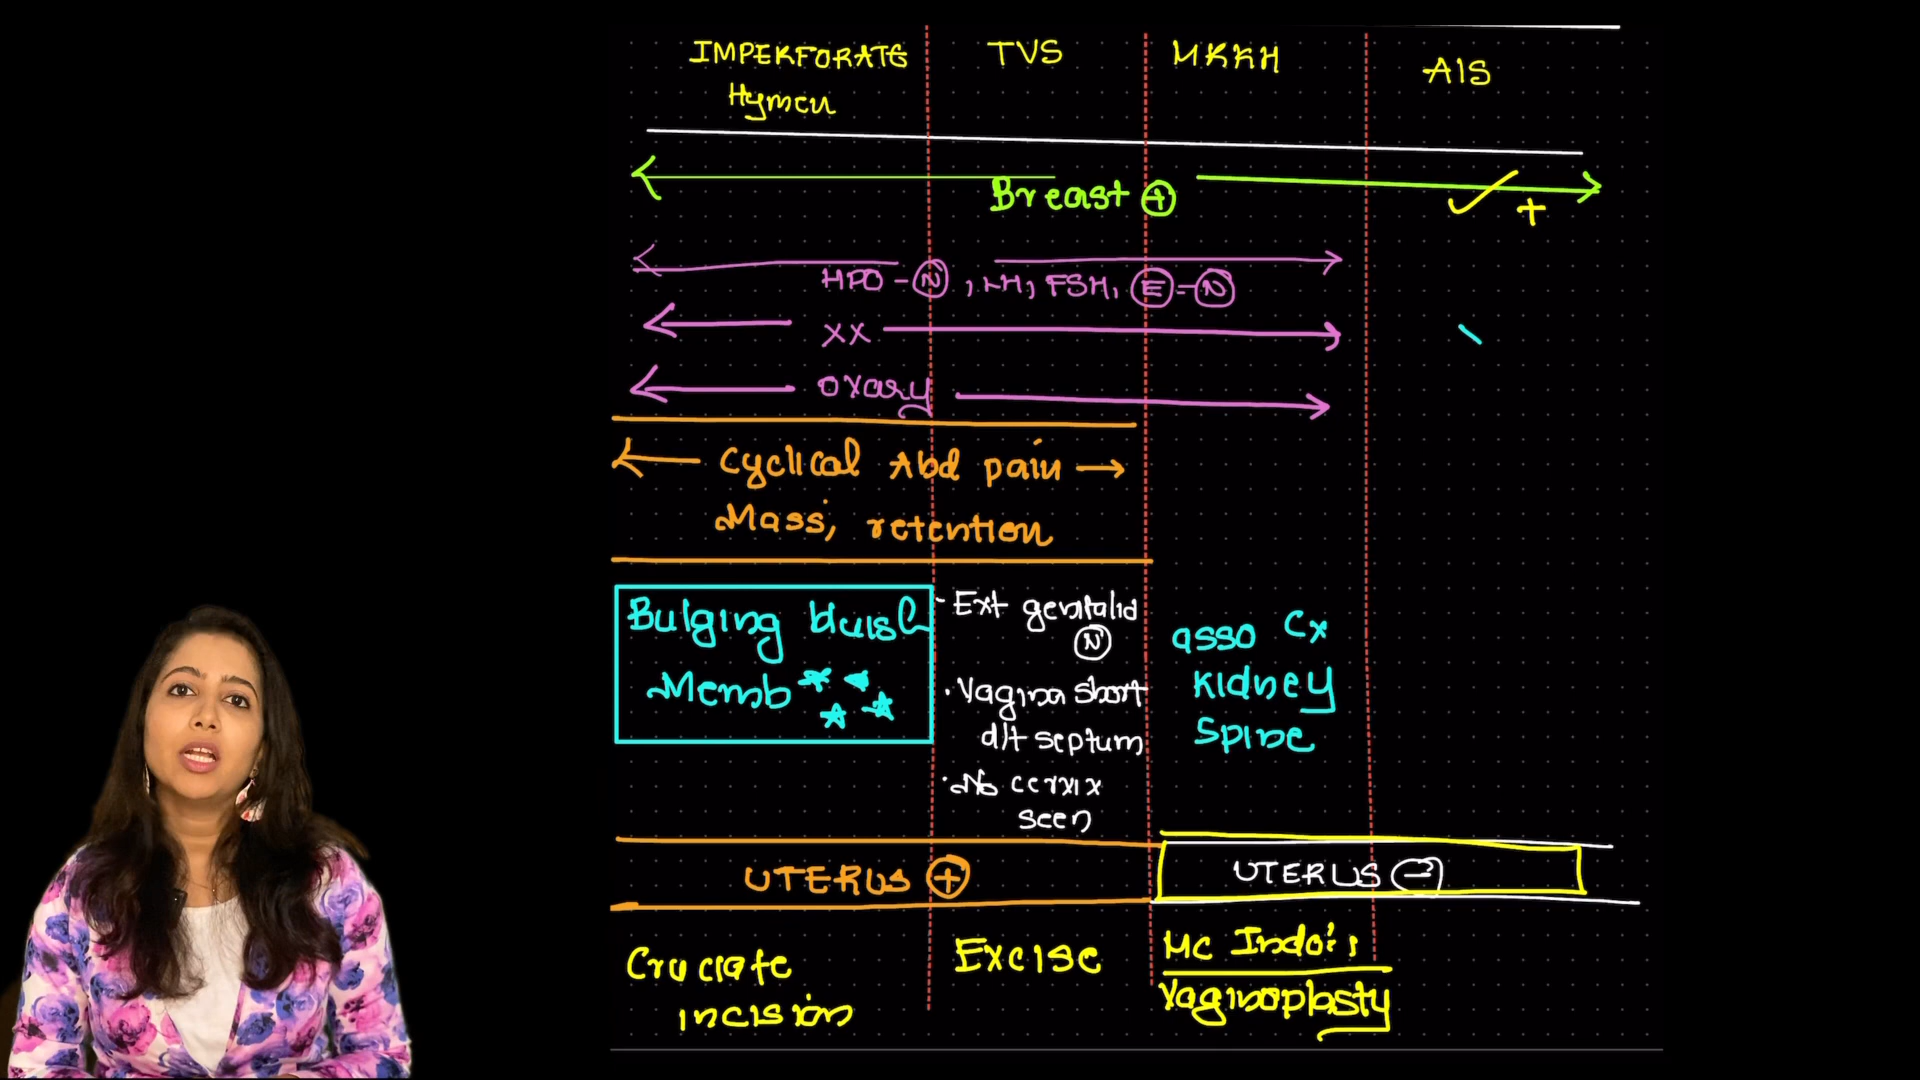 IMPERFORATE Hymen
TVS
MRKH
AIS
Breast +
+
HPO - N , LH, FSH, E = N
XX
ovary
Cyclical Abd pain
Mass, retention
Bulging bluish
Memb
- Ext genitalia
N
• Vagina short
d/t septum
• No cervix
seen
asso Cx
Kidney
Spine
UTERUS +
UTERUS -
Cruciate
incision
Excise
Mc Indo's
Vaginoplasty